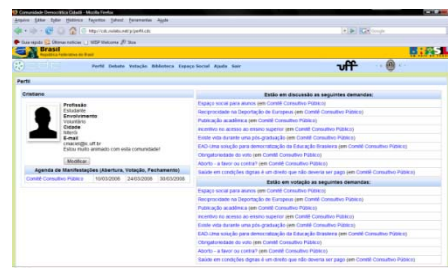 Comunidade Democrática Cidadã - Mozilla Firefox
Arquivo Editar Exibir Histórico Favoritos Ferramentas Ajuda
Brasil
República Federativa do Brasil
Perfil Debate Votação Biblioteca Espaço Social Ajuda Sair
uff
Perfil
Cristiano
Profissão
Estudante
Envolvimento
Voluntário
Cidade
Niterói
E-mail
Estou muito animado com esta comunidade!
Modificar
Agenda de Manifestações (Abertura, Votação, Fechamento)
Comitê Consultivo Público 10/03/2008 24/03/2008 30/03/2008
Estão em discussão as seguintes demandas:
Espaço social para alunos (em Comitê Consultivo Público)
Reciprocidade na Deportação de Europeus (em Comitê Consultivo Público)
Publicação acadêmica (em Comitê Consultivo Público)
Incentivo no acesso ao ensino superior (em Comitê Consultivo Público)
Existe vida durante uma pós-graduação (em Comitê Consultivo Público)
EAD-Uma solução para democratização da Educação Brasileira (em Comitê Consultivo Público)
Obrigatoriedade do voto (em Comitê Consultivo Público)
Aborto - a favor ou contra? (em Comitê Consultivo Público)
Saúde em condições dignas é um direito que não deveria ser pago (em Comitê Consultivo Público)
Estão em votação as seguintes demandas:
Espaço social para alunos (em Comitê Consultivo Público)
Reciprocidade na Deportação de Europeus (em Comitê Consultivo Público)
Publicação acadêmica (em Comitê Consultivo Público)
Incentivo no acesso ao ensino superior (em Comitê Consultivo Público)
Existe vida durante uma pós-graduação (em Comitê Consultivo Público)
EAD-Uma solução para democratização da Educação Brasileira (em Comitê Consultivo Público)
Obrigatoriedade do voto (em Comitê Consultivo Público)
Aborto - a favor ou contra? (em Comitê Consultivo Público)
Saúde em condições dignas é um direito que não deveria ser pago (em Comitê Consultivo Público)